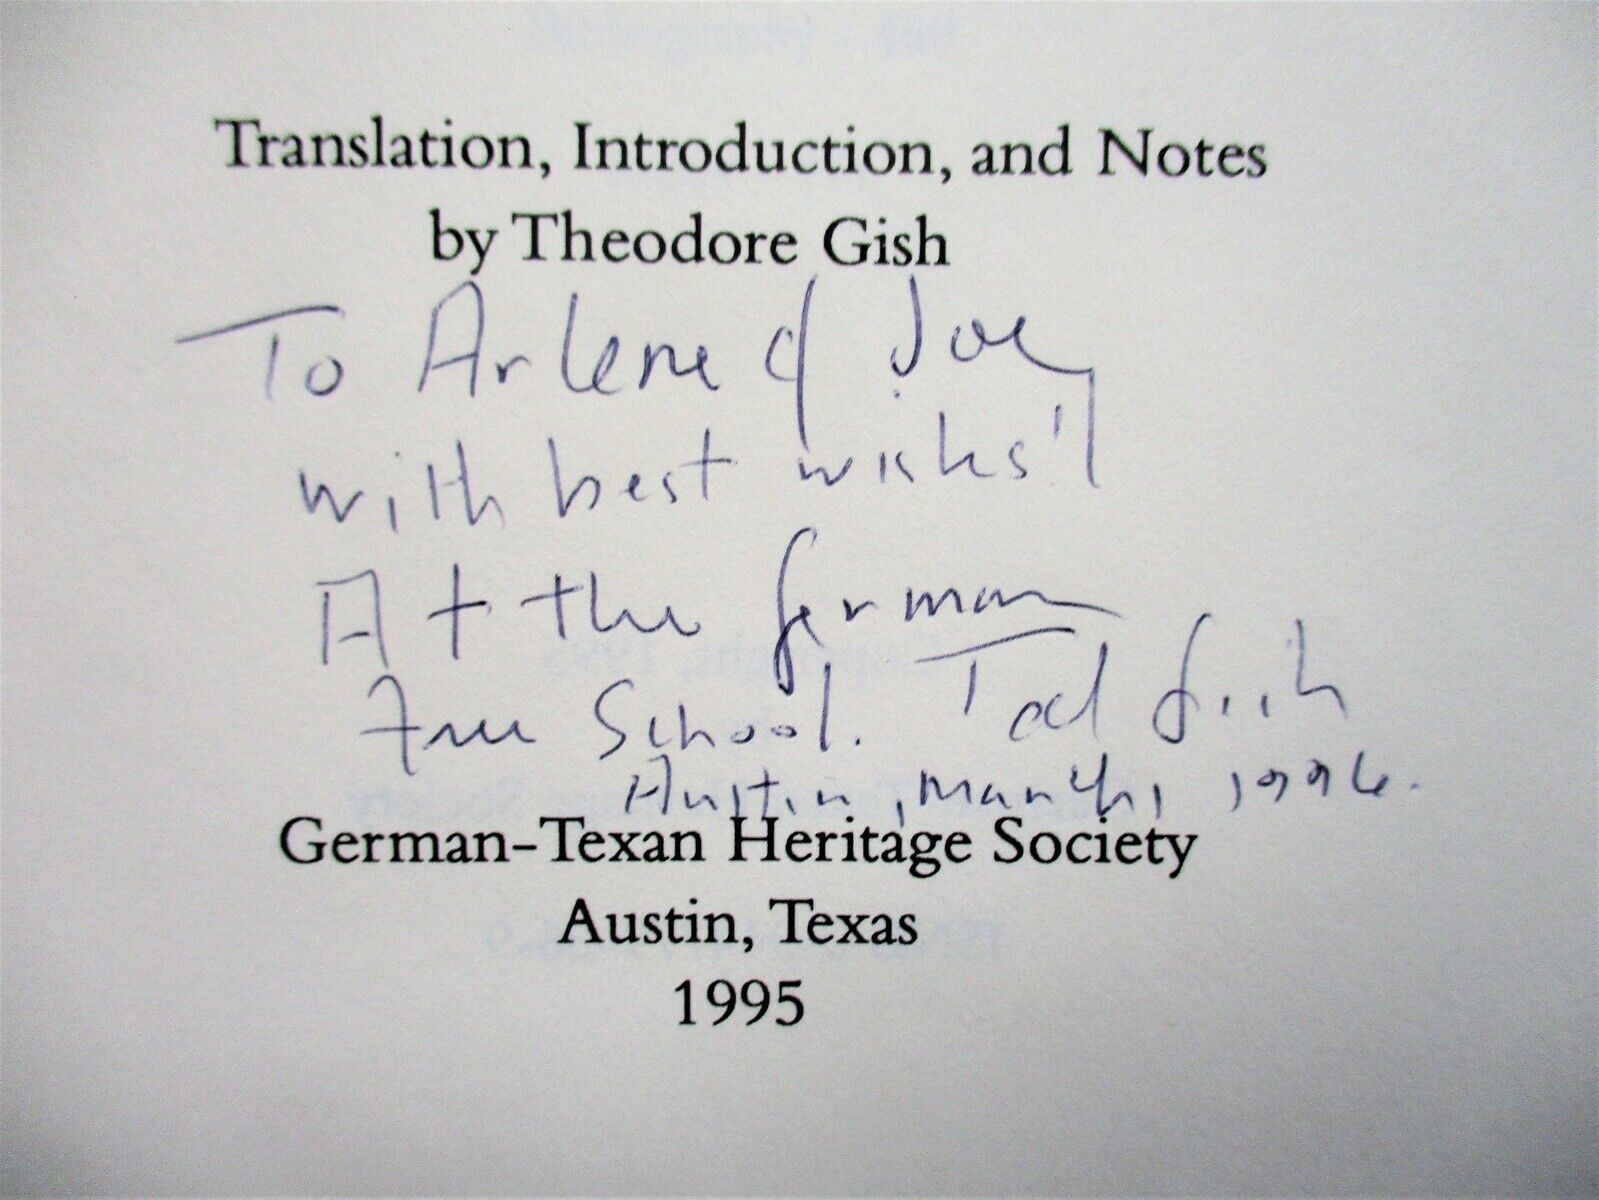 Translation, Introduction, and Notes
by Theodore Gish
To Arlene & Joe
with best wishes!
At the German
Free School. Ted Gish
Austin, March, 1996.
German-Texan Heritage Society
Austin, Texas
1995